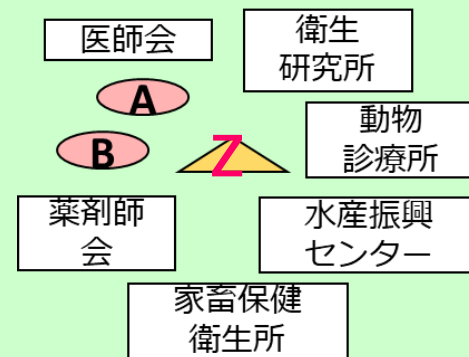 医師会
衛生
研究所
A
動物
診療所
B
Z
薬剤師
会
水産振興
センター
家畜保健
衛生所